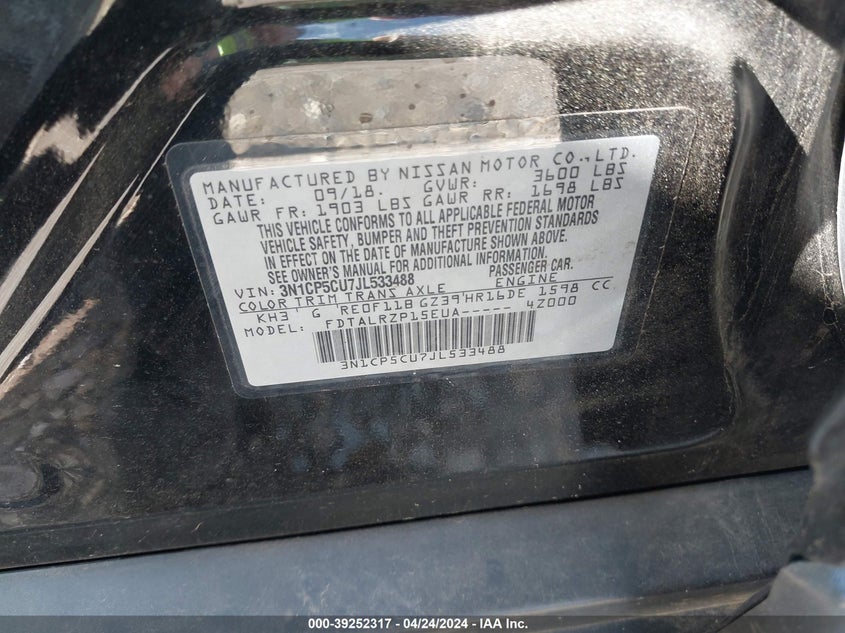 MANUFACTURED BY NISSAN MOTOR CO.,LTD.
DATE: 09/18. GVWR: 3600 LBS
GAWR FR: 1903 LBS GAWR RR: 1698 LBS
THIS VEHICLE CONFORMS TO ALL APPLICABLE FEDERAL MOTOR
VEHICLE SAFETY, BUMPER AND THEFT PREVENTION STANDARDS
IN EFFECT ON THE DATE OF MANUFACTURE SHOWN ABOVE.
SEE OWNER'S MANUAL FOR ADDITIONAL INFORMATION.
VIN: 3N1CP5CU7JL533488 PASSENGER CAR.
COLOR TRIM TRANS AXLE ENGINE
KH3 G RE0F11B GZ39 HR16DE 1598 CC
MODEL: FDTALRZP15EUA----- 4Z000
3N1CP5CU7JL533488
000-39252317 - 04/24/2024 - IAA Inc.